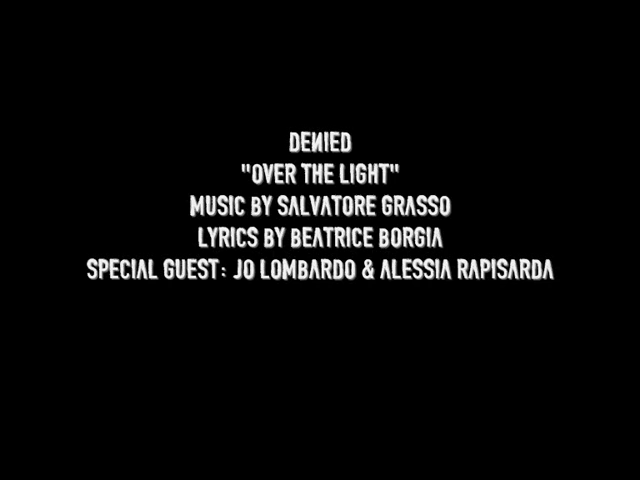 DENIED
"OVER THE LIGHT"
MUSIC BY SALVATORE GRASSO
LYRICS BY BEATRICE BORGIA
SPECIAL GUEST: JO LOMBARDO & ALESSIA RAPISARDA